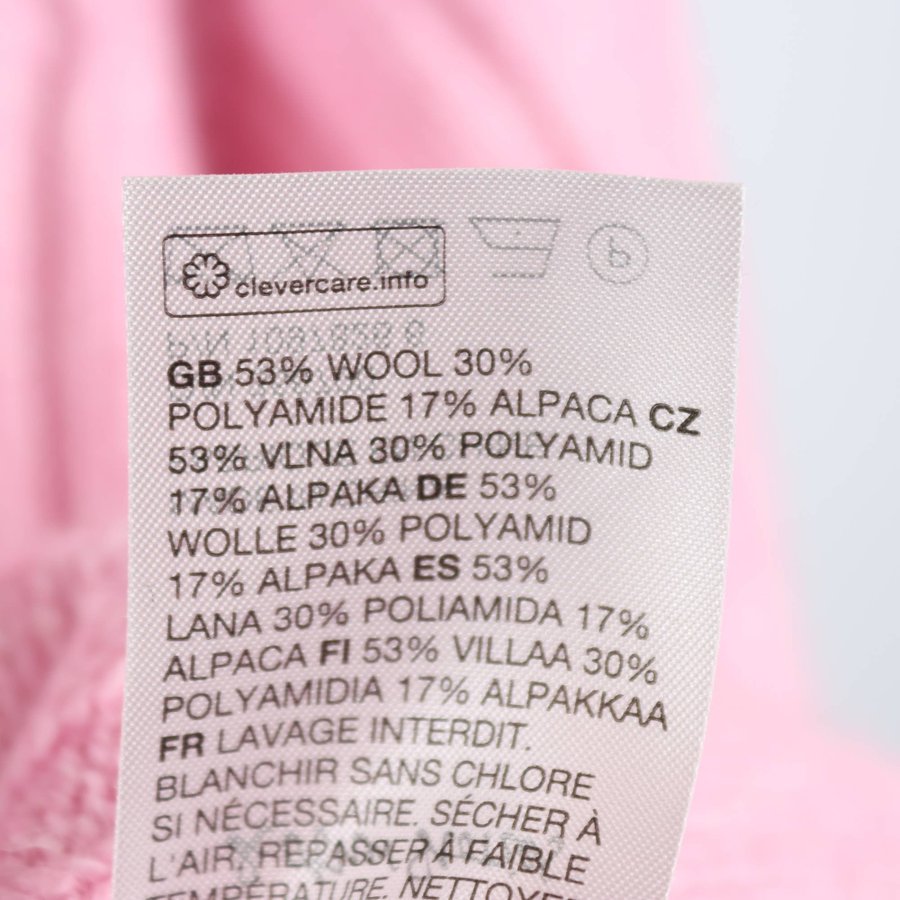 clevercare.info
GB 53% WOOL 30%
POLYAMIDE 17% ALPACA CZ
53% VLNA 30% POLYAMID
17% ALPAKA DE 53%
WOLLE 30% POLYAMID
17% ALPAKA ES 53%
LANA 30% POLIAMIDA 17%
ALPACA FI 53% VILLAA 30%
POLYAMIDIA 17% ALPAKKAA
FR LAVAGE INTERDIT.
BLANCHIR SANS CHLORE
SI NÉCESSAIRE. SÉCHER À
L'AIR. REPASSER À FAIBLE
TEMPÉRATURE. NETTOYER